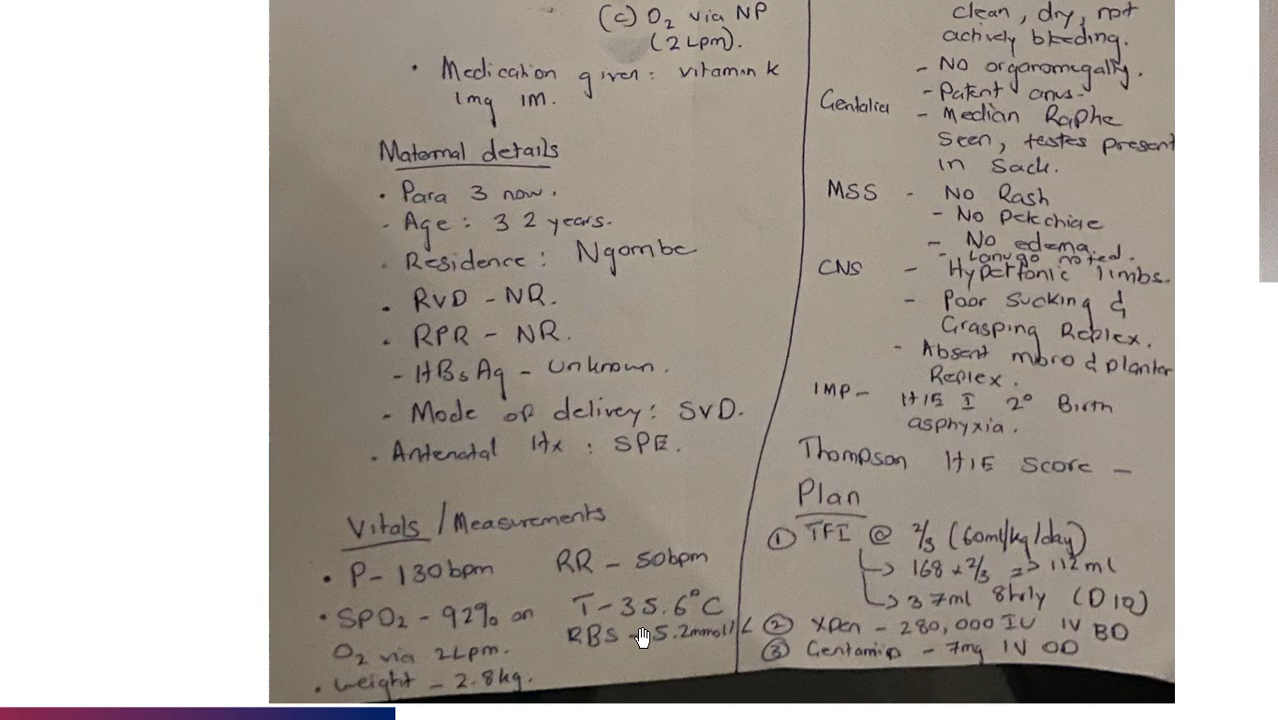 (c) O2 via NP
(2 Lpm).
• Medication given: vitamin k
1mg IM.
Maternal details
• Para 3 now.
- Age: 32 years.
• Residence: Ngombe
• RVD - NR.
• RPR - NR.
- HBsAg - unknown.
- Mode of delivery: SVD.
• Antenatal Hx: SPE.
Vitals/Measurements
• P- 130bpm RR - 50bpm
• SPO2 - 92% on T- 35.6°C
O2 via 2Lpm. RBS - 5.2mmol/L
• weight - 2.8kg.
clean, dry, not
actively bleeding.
- No organomegally.
- Patent anus.
Gentalia - Median Raphe
seen, testes present
in sack.
MSS - No Rash
- No petchiae
- No edema.
- Lanugo noted.
CNS - Hypertonic limbs.
- Poor sucking &
Grasping Reflex.
- Absent moro & planter
Reflex.
IMP - HIE I 2° Birth
asphyxia.
Thompson HIE score -
Plan
① TFI @ 2/3 (60ml/kg/day)
↳ 168 x 2/3 => 112ml
↳ 37ml 8hrly (D10)
② Xpen - 280,000 IU IV BD
③ Gentamicin - 7mg IV OD